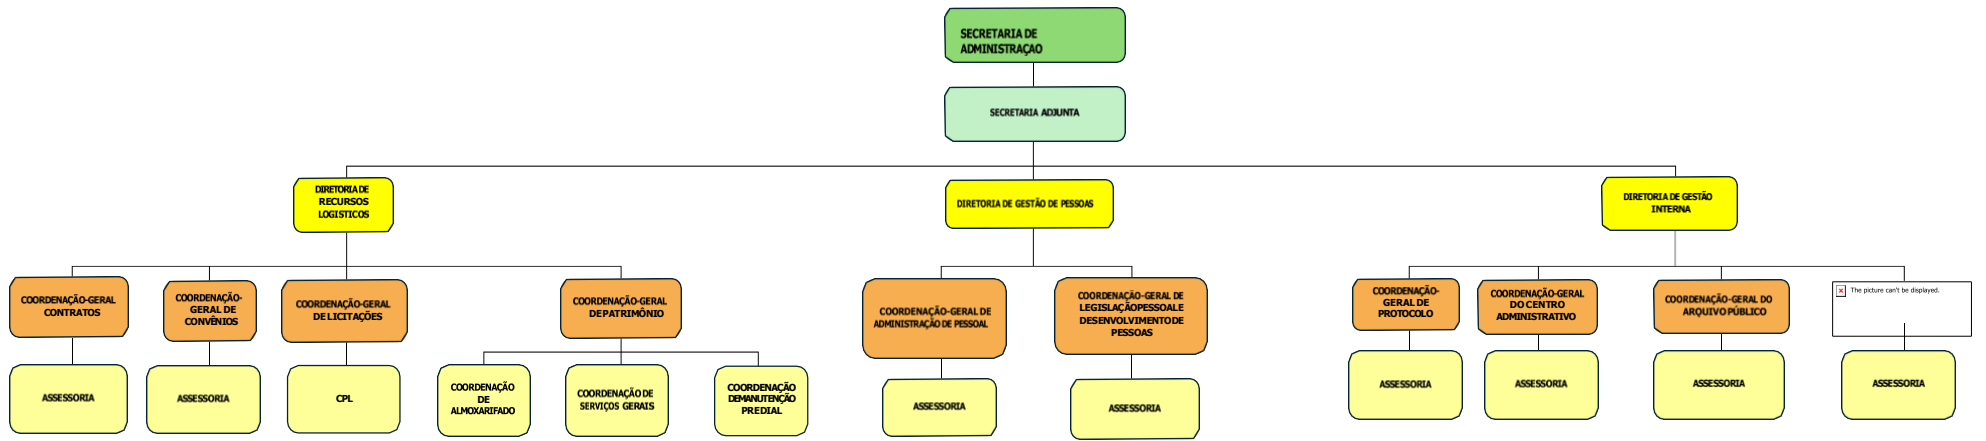 SECRETARIA DE
ADMINISTRAÇAO
SECRETARIA ADJUNTA
DIRETORIA DE
RECURSOS
LOGISTICOS
DIRETORIA DE GESTÃO DE PESSOAS
DIRETORIA DE GESTÃO
INTERNA
COORDENAÇÃO-GERAL
CONTRATOS
COORDENAÇÃO-
GERAL DE
CONVÊNIOS
COORDENAÇÃO-GERAL
DE LICITAÇÕES
COORDENAÇÃO-GERAL
DE PATRIMÔNIO
COORDENAÇÃO-GERAL DE
ADMINISTRAÇÃO DE PESSOAL
COORDENAÇÃO-GERAL DE
LEGISLAÇÃO PESSOAL E
DESENVOLVIMENTO DE
PESSOAS
COORDENAÇÃO-
GERAL DE
PROTOCOLO
COORDENAÇÃO-GERAL
DO CENTRO
ADMINISTRATIVO
COORDENAÇÃO-GERAL DO
ARQUIVO PÚBLICO
The picture can't be displayed.
ASSESSORIA
ASSESSORIA
CPL
COORDENAÇÃO
DE
ALMOXARIFADO
COORDENAÇÃO DE
SERVIÇOS GERAIS
COORDENAÇÃO
DE MANUTENÇÃO
PREDIAL
ASSESSORIA
ASSESSORIA
ASSESSORIA
ASSESSORIA
ASSESSORIA
ASSESSORIA